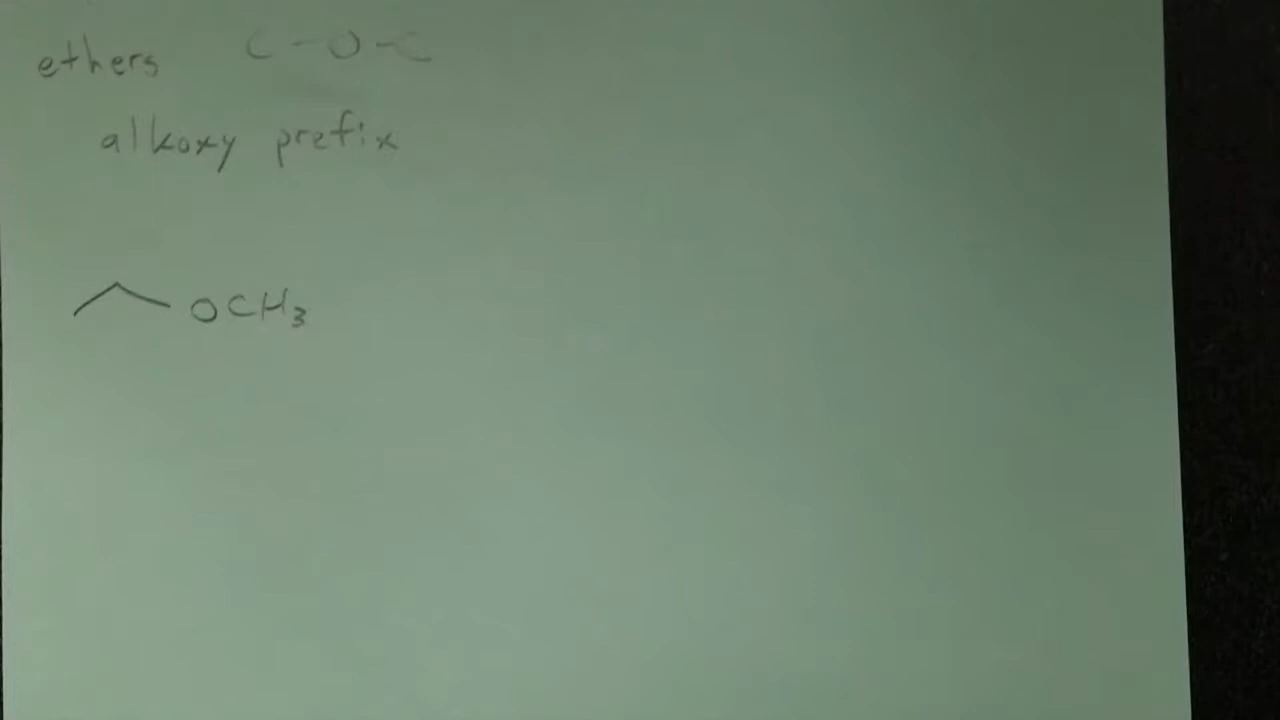 ethers C-O-C
alkoxy prefix
OCH₃